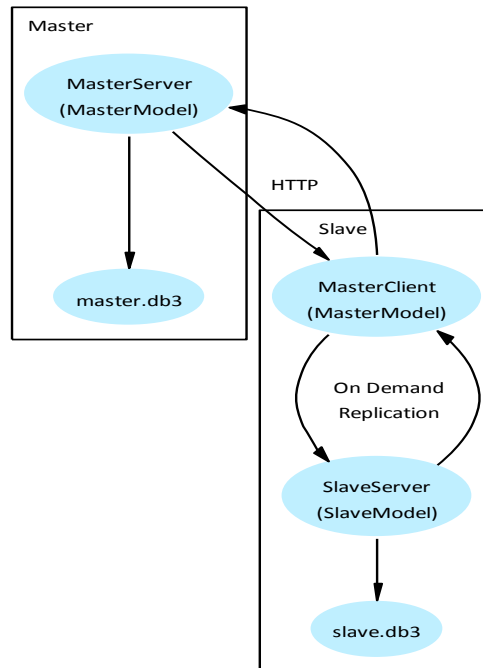 Master
MasterServer
(MasterModel)
HTTP
master.db3
Slave
MasterClient
(MasterModel)
On Demand
Replication
SlaveServer
(SlaveModel)
slave.db3